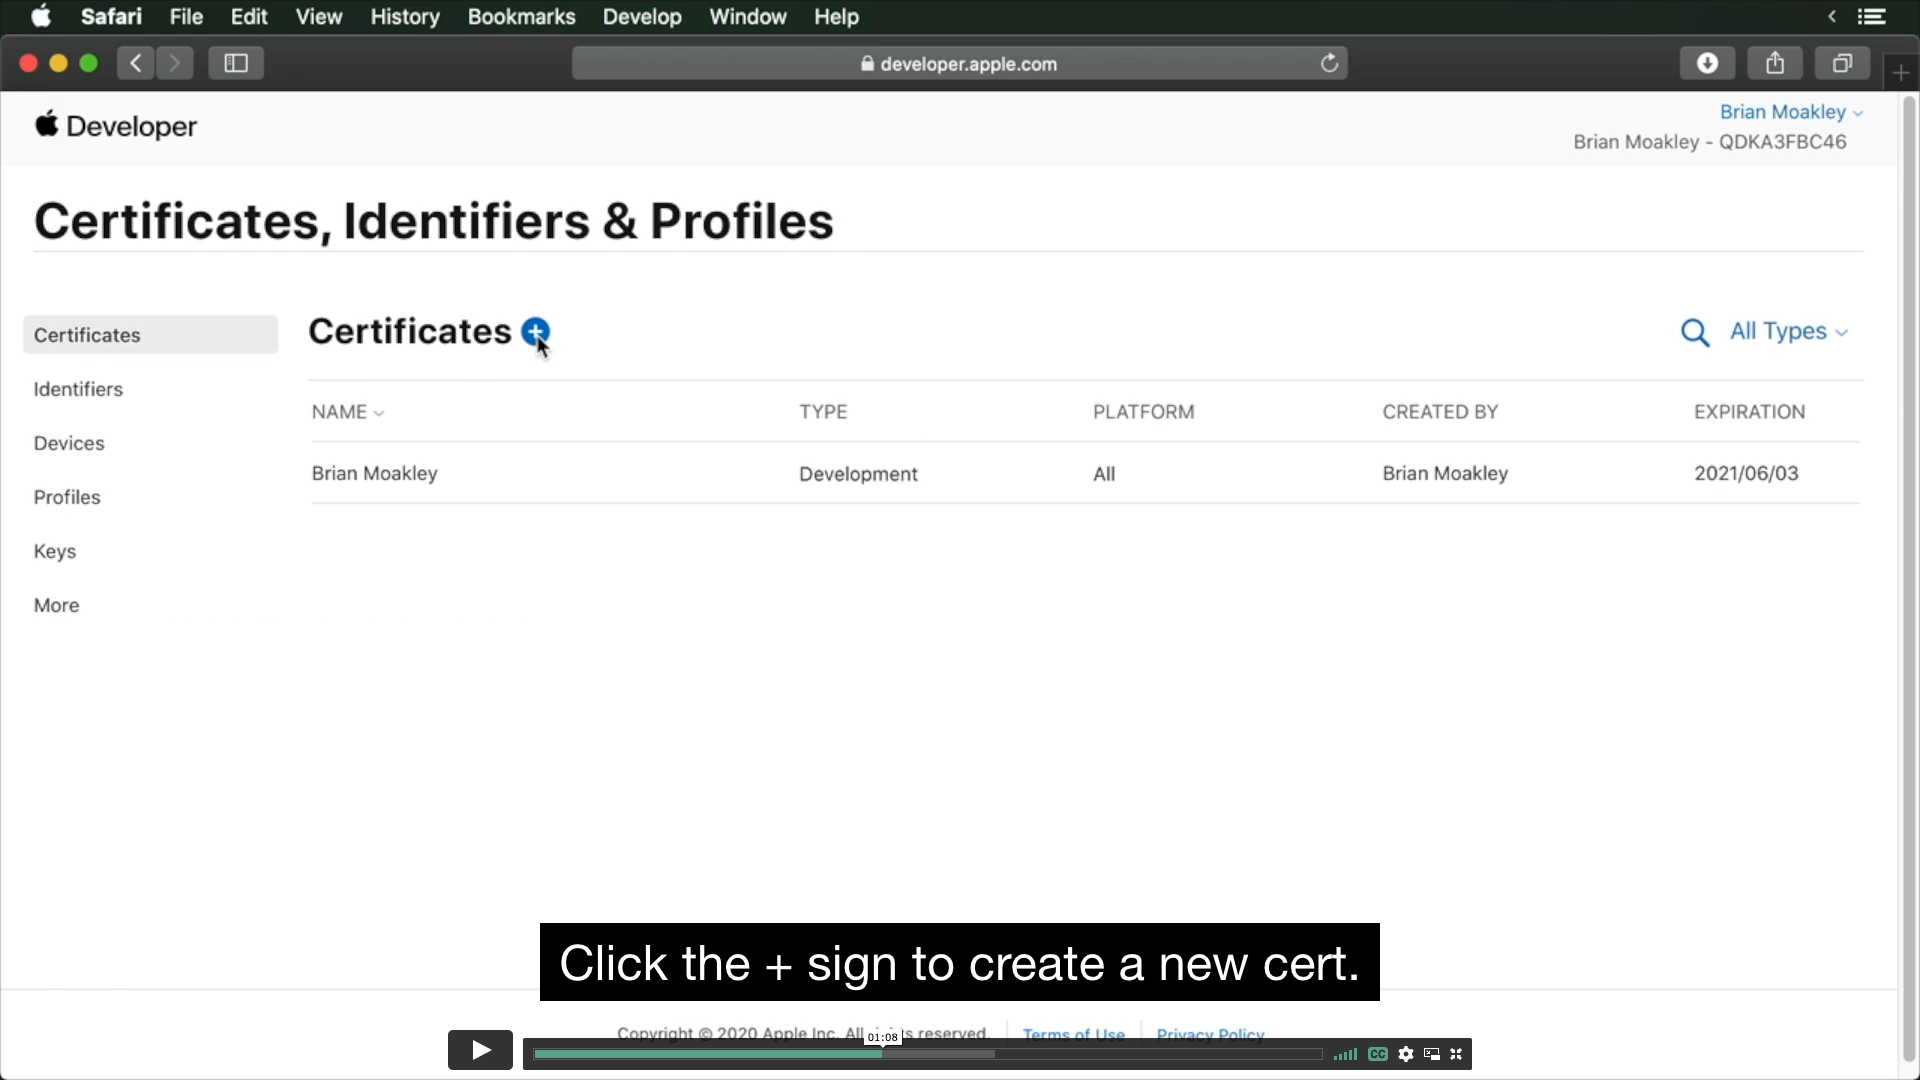 Safari File Edit View History Bookmarks Develop Window Help
developer.apple.com
Developer
Brian Moakley
Brian Moakley - QDKA3FBC46
Certificates, Identifiers & Profiles
Certificates
Identifiers
Devices
Profiles
Keys
More
Certificates
All Types
NAME TYPE PLATFORM CREATED BY EXPIRATION
Brian Moakley Development All Brian Moakley 2021/06/03
Click the + sign to create a new cert.
Copyright © 2020 Apple Inc. All reserved. Terms of Use Privacy Policy
01:08
CC